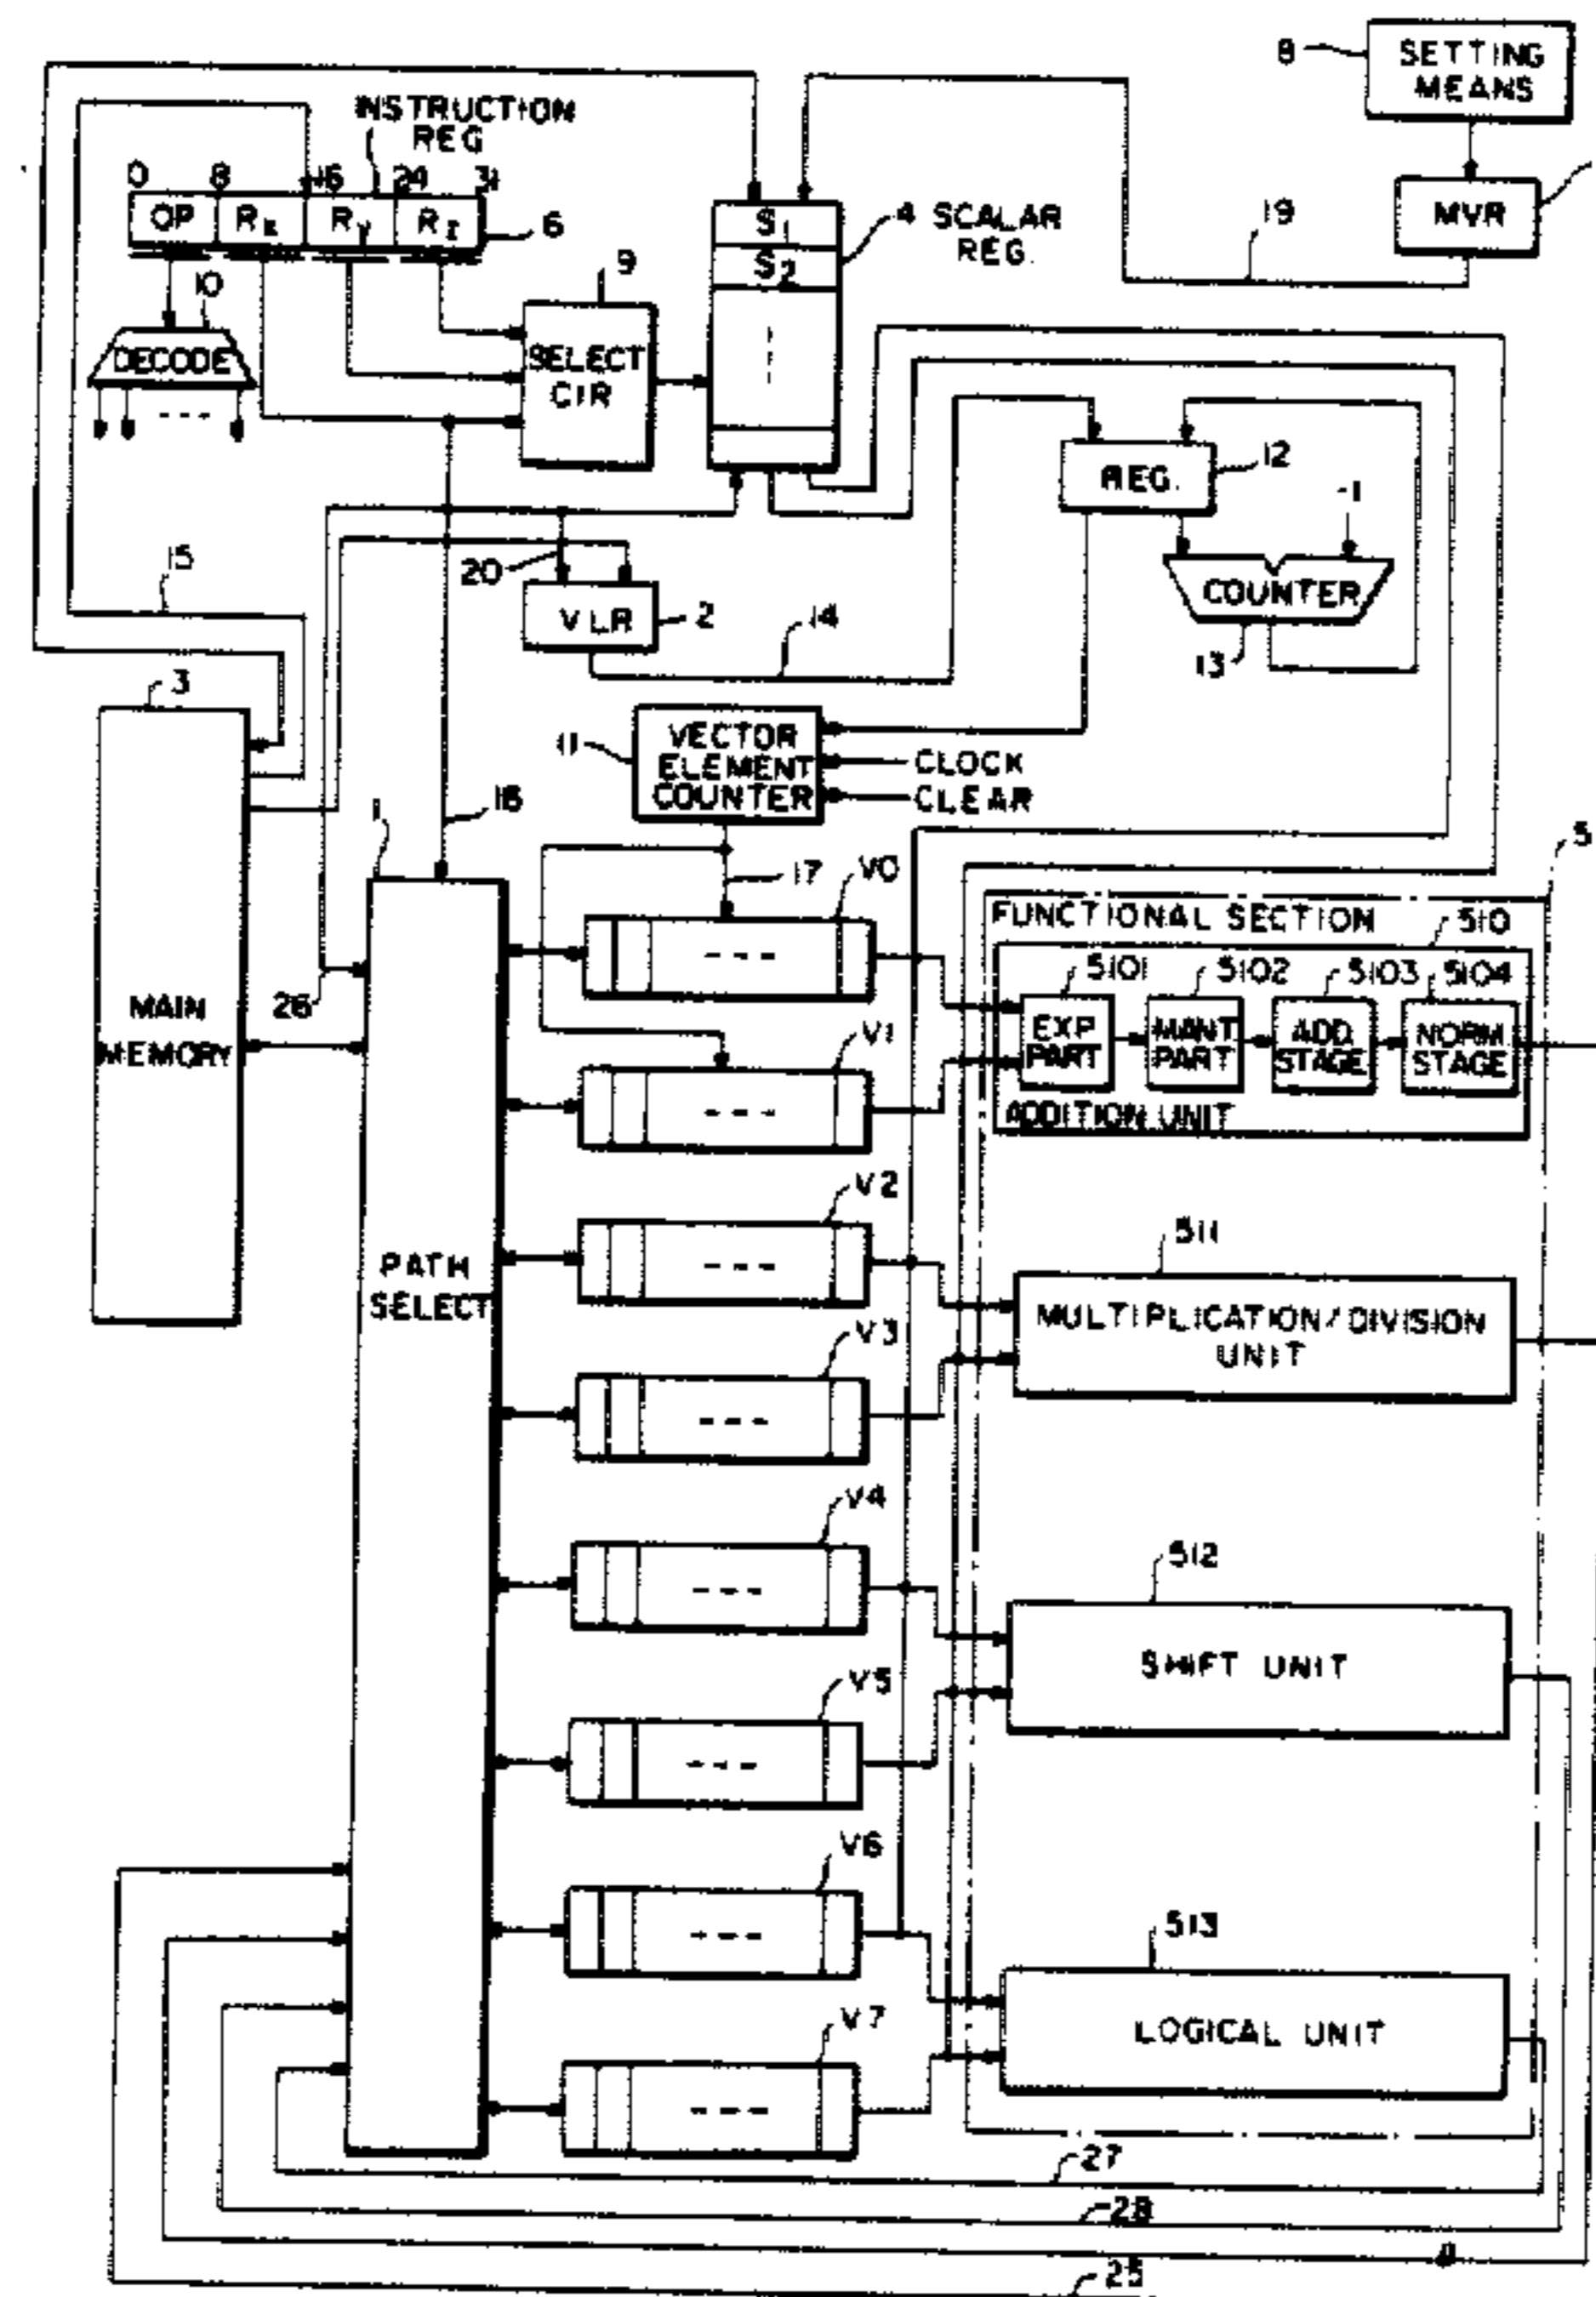 8
SETTING
MEANS
INSTRUCTION
REG
0 8 16 24 31
OP RX RY RZ
6
MVR
19
S1
S2
4 SCALAR
REG.
10
DECODE
9
SELECT
CIR
REG.
12
-1
COUNTER
13
15
20
VLR
2
14
3
MAIN
MEMORY
11
VECTOR
ELEMENT
COUNTER
CLOCK
CLEAR
1
PATH
SELECT
26
17
V0
V1
V2
V3
V4
V5
V6
V7
5
FUNCTIONAL SECTION
510
5101 5102 5103 5104
EXP
PART
MANT
PART
ADD
STAGE
NORM
STAGE
ADDITION UNIT
511
MULTIPLICATION/DIVISION
UNIT
512
SHIFT UNIT
513
LOGICAL UNIT
27
28
25